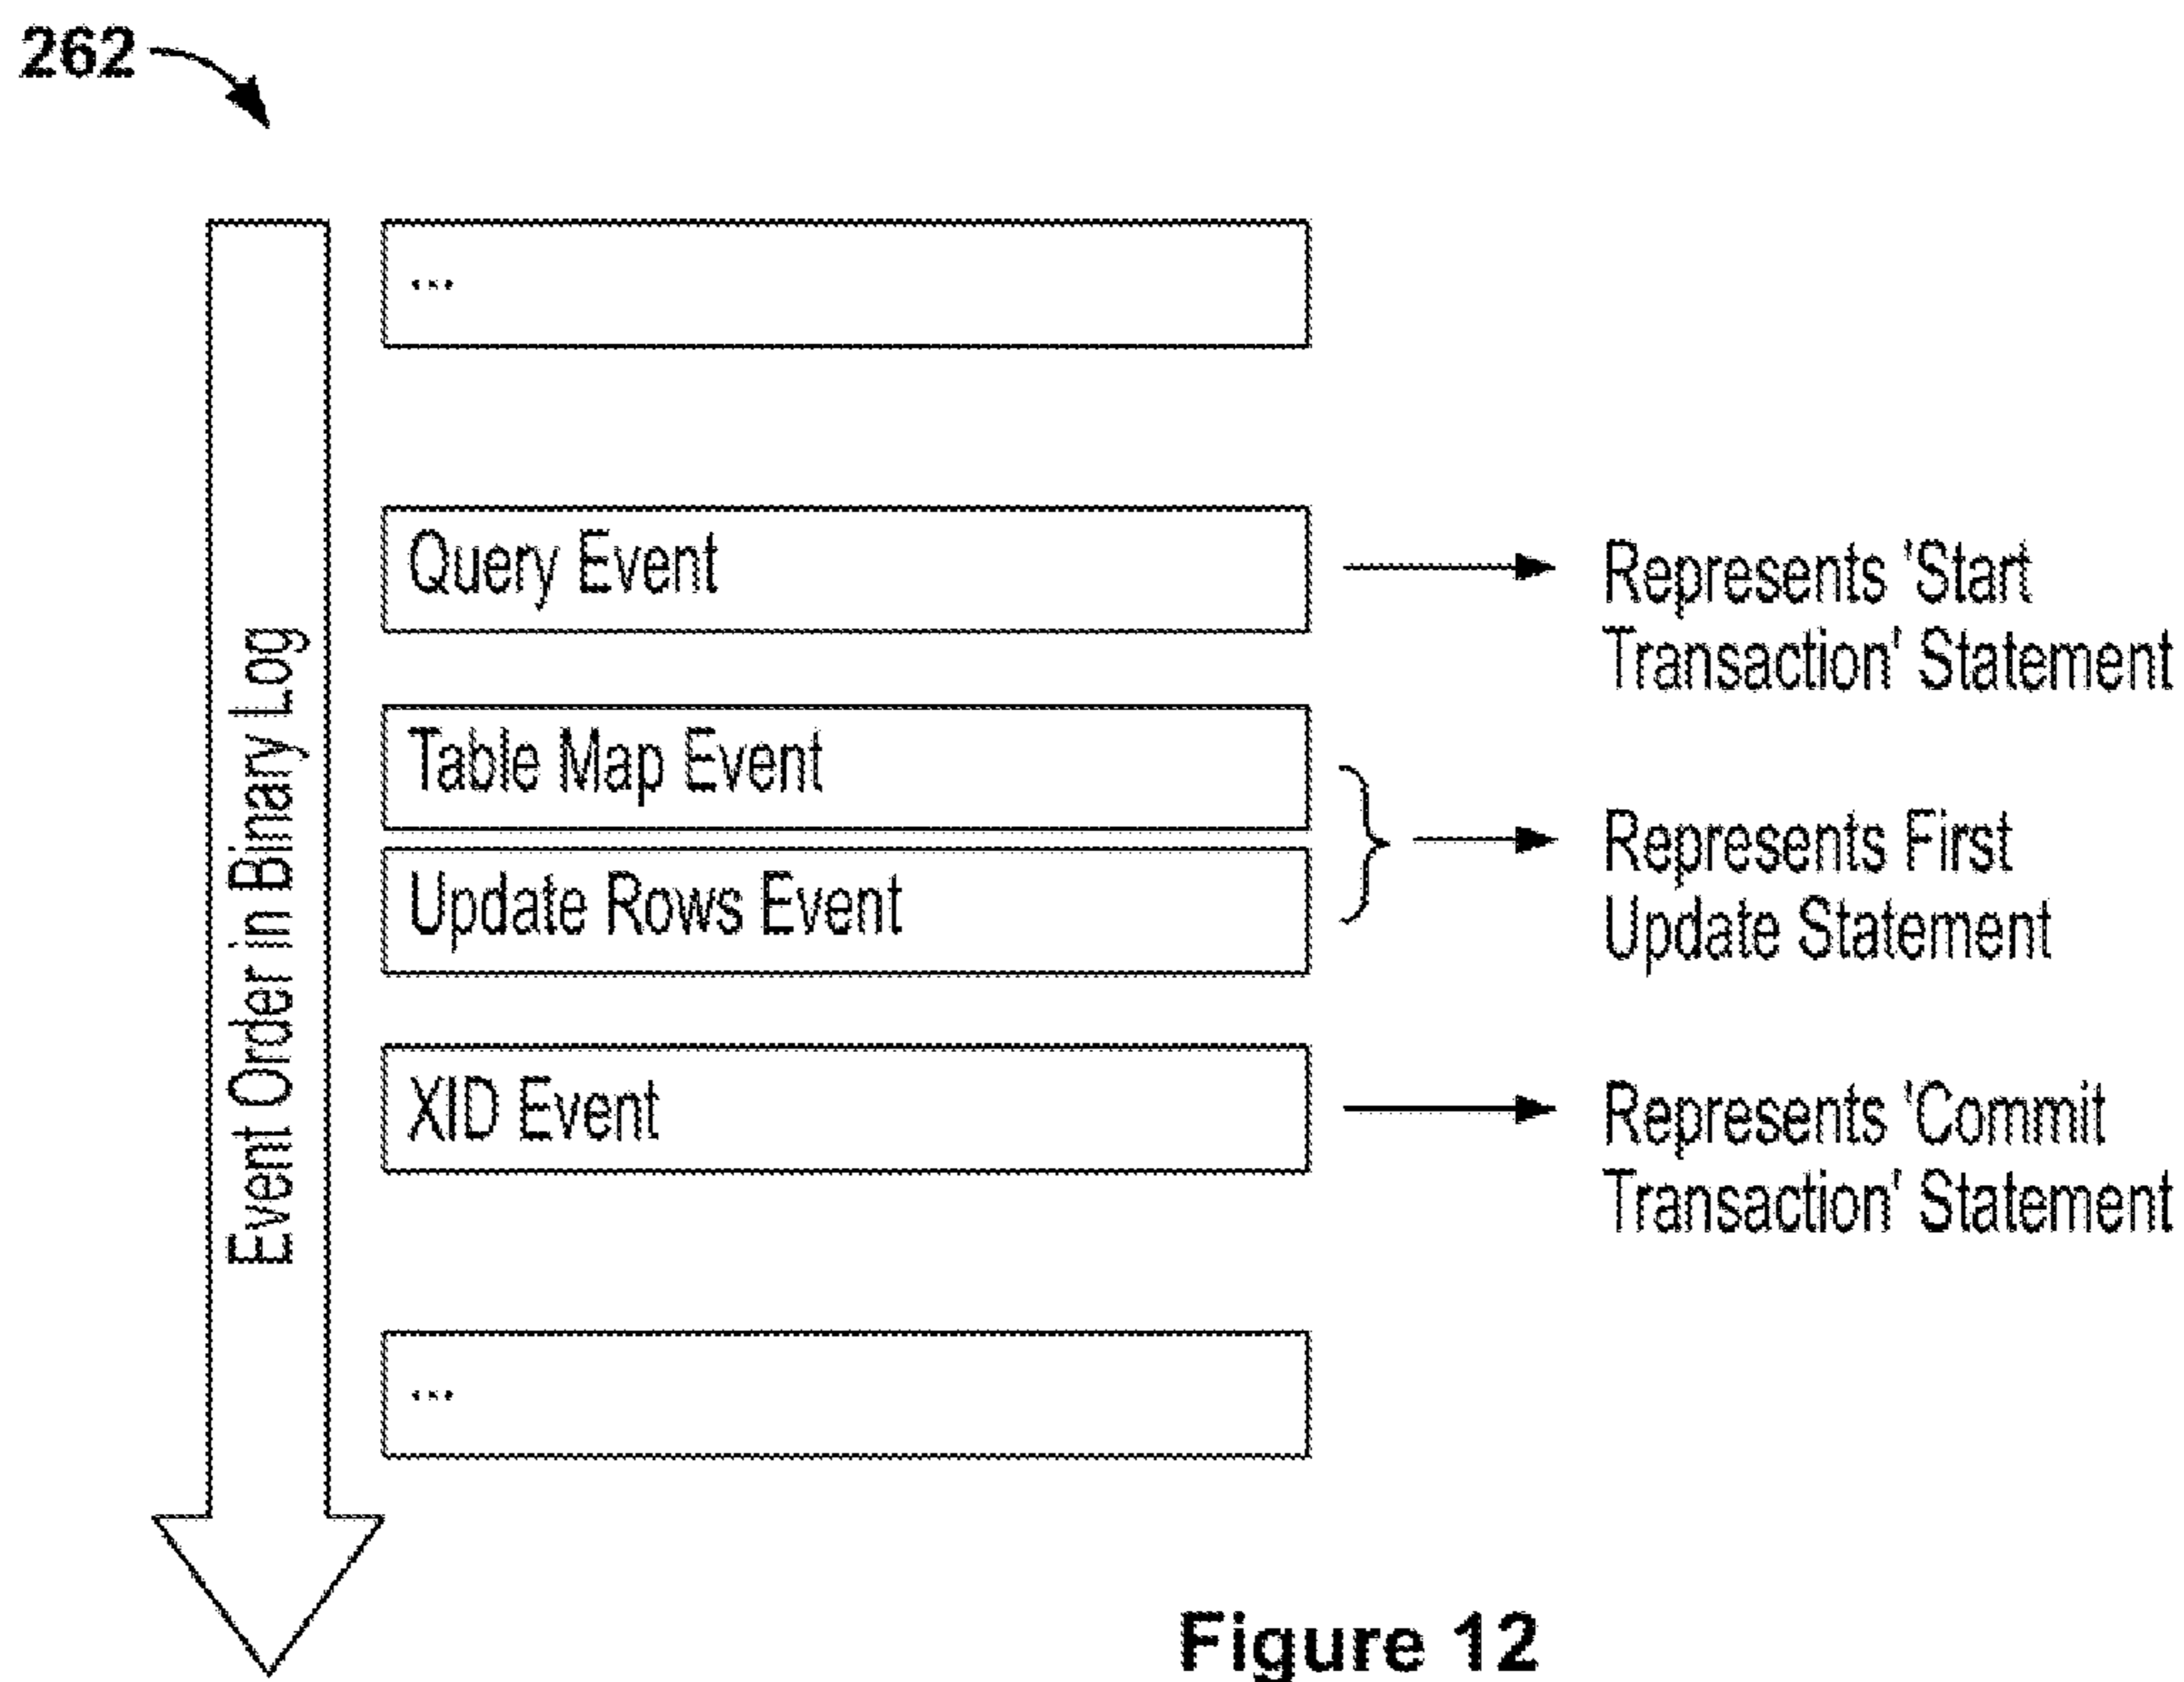 262
...
Query Event
Represents 'Start
Transaction' Statement
Table Map Event
Update Rows Event
Represents First
Update Statement
XID Event
Represents 'Commit
Transaction' Statement
...
Event Order in Binary Log
Figure 12